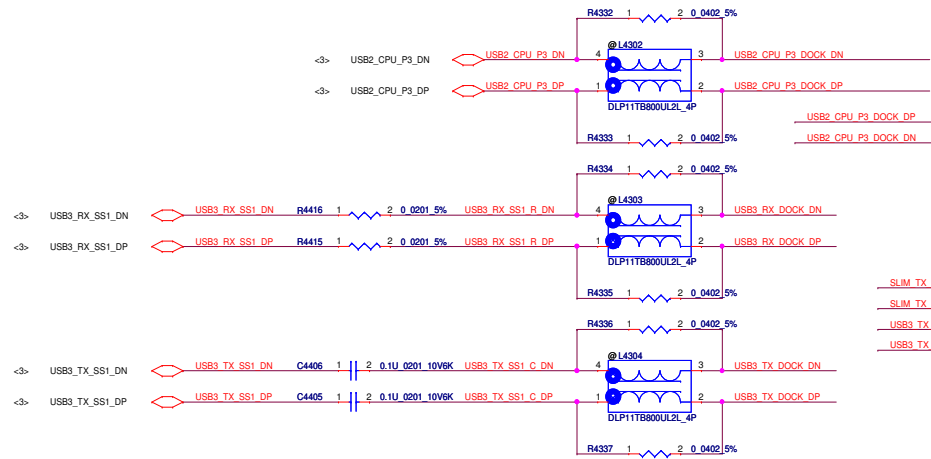 R4332 1 2 0_0402_5%
@L4302
<3> USB2_CPU_P3_DN USB2_CPU_P3_DN 4 3 USB2_CPU_P3_DOCK_DN
<3> USB2_CPU_P3_DP USB2_CPU_P3_DP 1 2 USB2_CPU_P3_DOCK_DP
DLP11TB800UL2L_4P
USB2_CPU_P3_DOCK_DP
R4333 1 2 0_0402_5% USB2_CPU_P3_DOCK_DN
R4334 1 2 0_0402_5%
@L4303
<3> USB3_RX_SS1_DN USB3_RX_SS1_DN R4416 1 2 0_0201_5% USB3_RX_SS1_R_DN 4 3 USB3_RX_DOCK_DN
<3> USB3_RX_SS1_DP USB3_RX_SS1_DP R4415 1 2 0_0201_5% USB3_RX_SS1_R_DP 1 2 USB3_RX_DOCK_DP
DLP11TB800UL2L_4P
SLIM_TX
R4335 1 2 0_0402_5%
SLIM_TX
R4336 1 2 0_0402_5% USB3_TX
USB3_TX
@L4304
<3> USB3_TX_SS1_DN USB3_TX_SS1_DN C4406 1 2 0.1U_0201_10V6K USB3_TX_SS1_C_DN 4 3 USB3_TX_DOCK_DN
<3> USB3_TX_SS1_DP USB3_TX_SS1_DP C4405 1 2 0.1U_0201_10V6K USB3_TX_SS1_C_DP 1 2 USB3_TX_DOCK_DP
DLP11TB800UL2L_4P
R4337 1 2 0_0402_5%